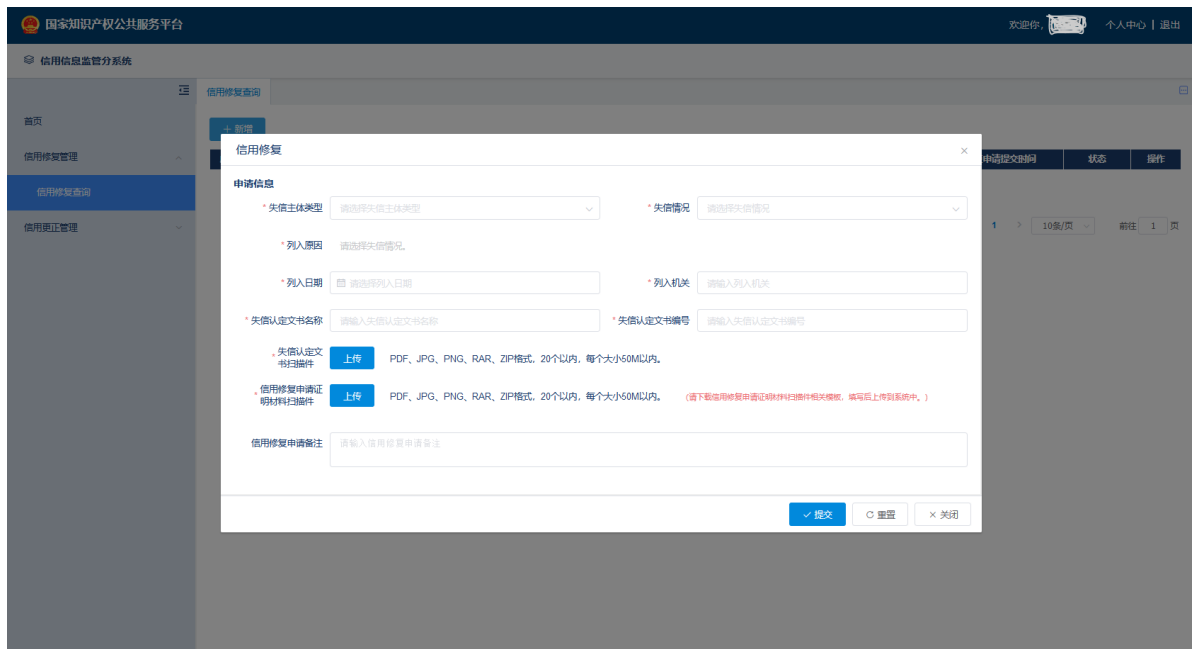 国家知识产权公共服务平台
欢迎你,
个人中心 | 退出
信用信息监管分系统
信用修复查询
首页
+ 新增
信用修复管理
申请提交时间 状态 操作
信用修复查询
信用更正管理
1 > 10条/页 前往 1 页
信用修复
申请信息
* 失信主体类型 请选择失信主体类型
* 失信情况 请选择失信情况
* 列入原因 请选择失信情况。
* 列入日期 请选择列入日期
* 列入机关 请输入列入机关
* 失信认定文书名称 请输入失信认定文书名称
* 失信认定文书编号 请输入失信认定文书编号
* 失信认定文
书扫描件
上传 PDF、JPG、PNG、RAR、ZIP格式，20个以内，每个大小50M以内。
* 信用修复申请证
明材料扫描件
上传 PDF、JPG、PNG、RAR、ZIP格式，20个以内，每个大小50M以内。 (请下载信用修复申请证明材料扫描件相关模板，填写后上传到系统中。)
信用修复申请备注 请输入信用修复申请备注
提交 重置 关闭